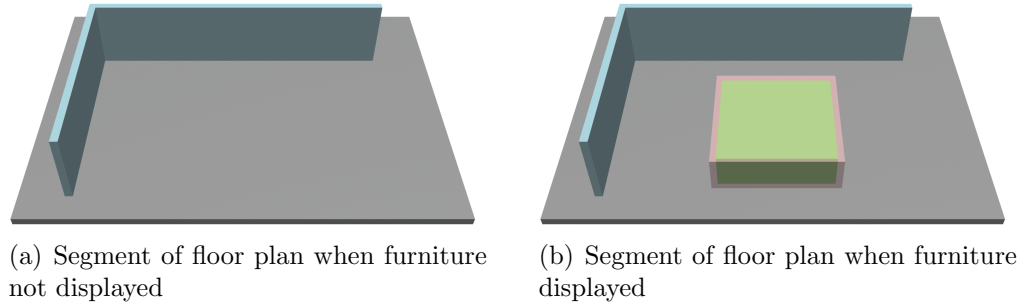 (a) Segment of floor plan when furniture
not displayed
(b) Segment of floor plan when furniture
displayed